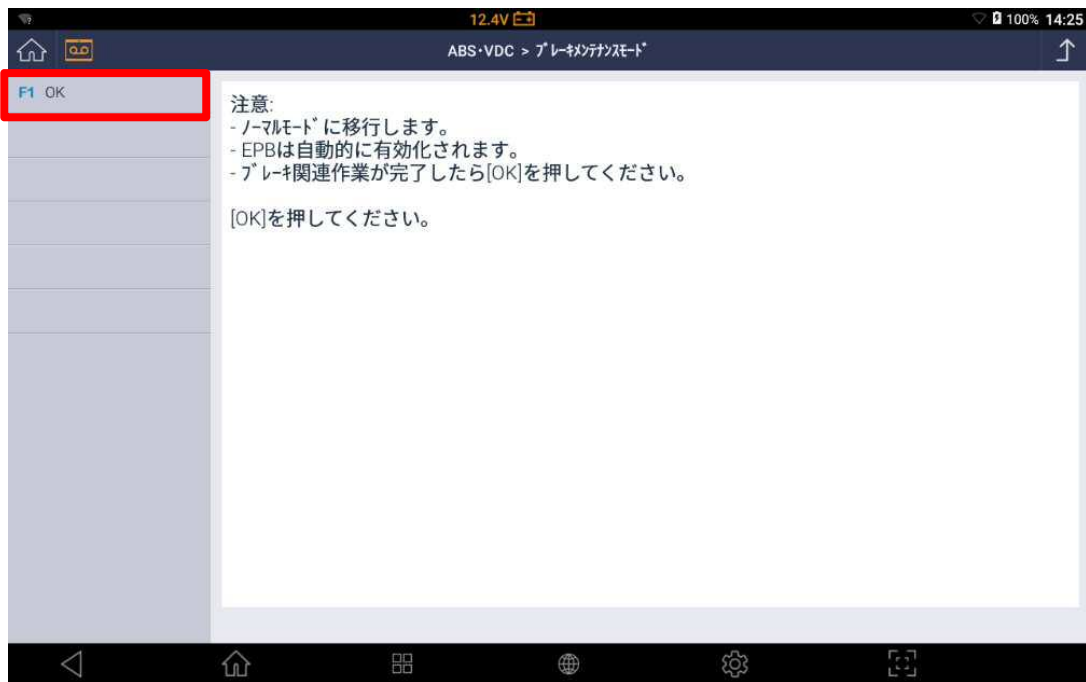 12.4V
100% 14:25
ABS･VDC > ﾌﾞﾚｰｷﾒﾝﾃﾅﾝｽﾓｰﾄﾞ
F1 OK
注意:
- ﾉｰﾏﾙﾓｰﾄﾞに移行します。
- EPBは自動的に有効化されます。
- ﾌﾞﾚｰｷ関連作業が完了したら[OK]を押してください。
[OK]を押してください。